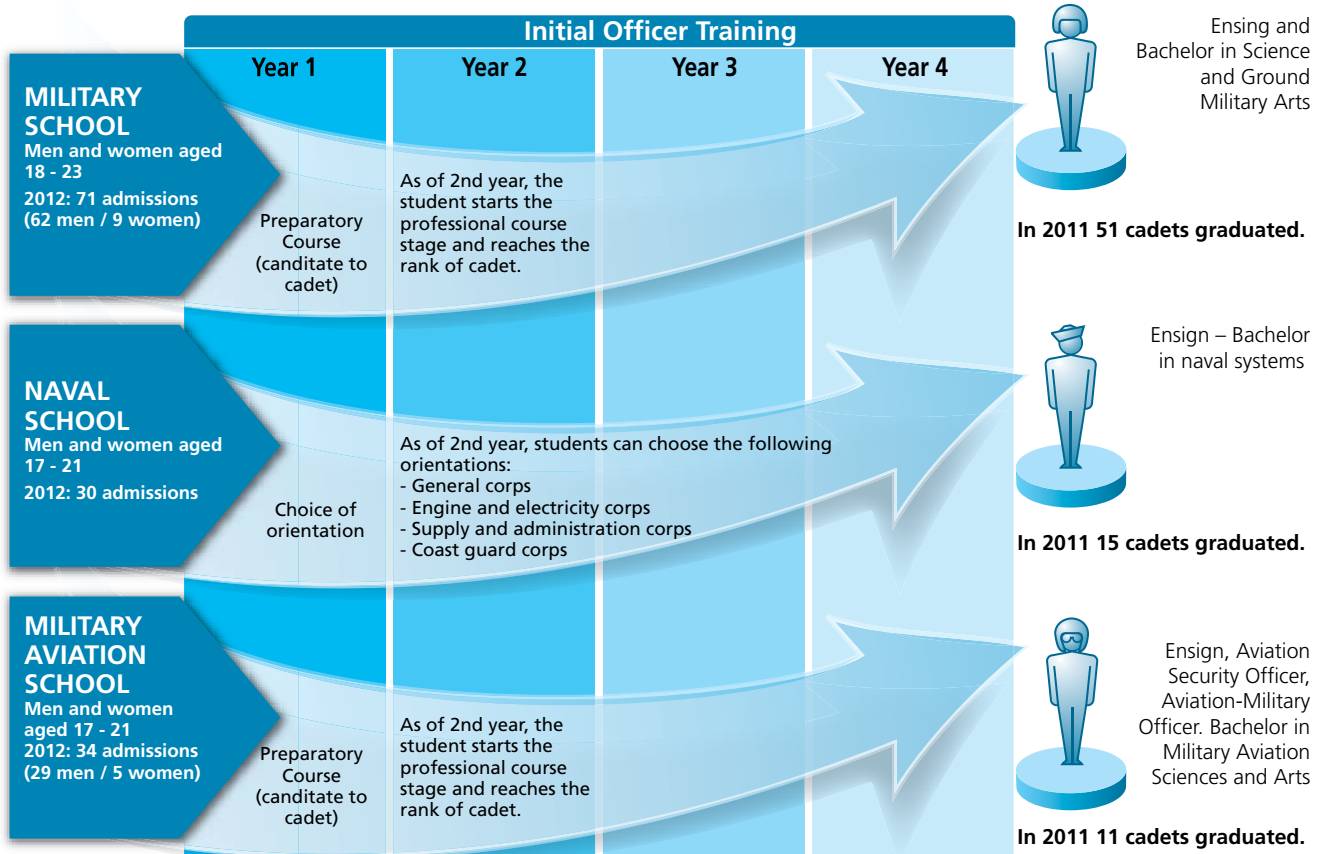 Initial Officer Training
Year 1
Year 2
Year 3
Year 4
MILITARY
SCHOOL
Men and women aged
18 - 23
2012: 71 admissions
(62 men / 9 women)
Preparatory
Course
(canditate to
cadet)
As of 2nd year, the
student starts the
professional course
stage and reaches the
rank of cadet.
Ensing and
Bachelor in Science
and Ground
Military Arts
In 2011 51 cadets graduated.
NAVAL
SCHOOL
Men and women aged
17 - 21
2012: 30 admissions
Choice of
orientation
As of 2nd year, students can choose the following
orientations:
- General corps
- Engine and electricity corps
- Supply and administration corps
- Coast guard corps
Ensign – Bachelor
in naval systems
In 2011 15 cadets graduated.
MILITARY
AVIATION
SCHOOL
Men and women
aged 17 - 21
2012: 34 admissions
(29 men / 5 women)
Preparatory
Course
(canditate to
cadet)
As of 2nd year, the
student starts the
professional course
stage and reaches the
rank of cadet.
Ensign, Aviation
Security Officer,
Aviation-Military
Officer. Bachelor in
Military Aviation
Sciences and Arts
In 2011 11 cadets graduated.